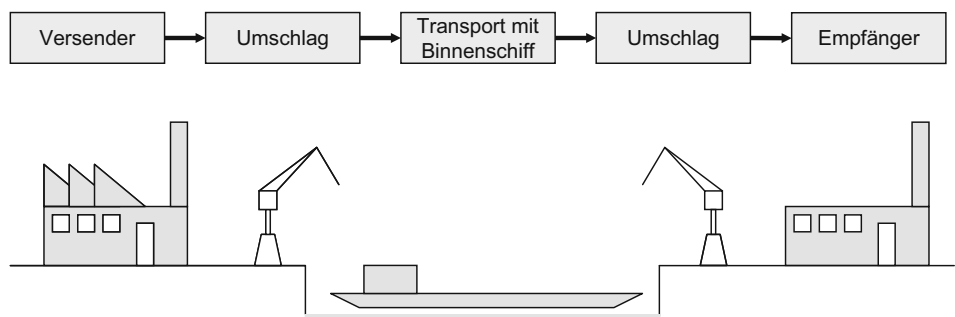 Versender
Umschlag
Transport mit
Binnenschiff
Umschlag
Empfänger